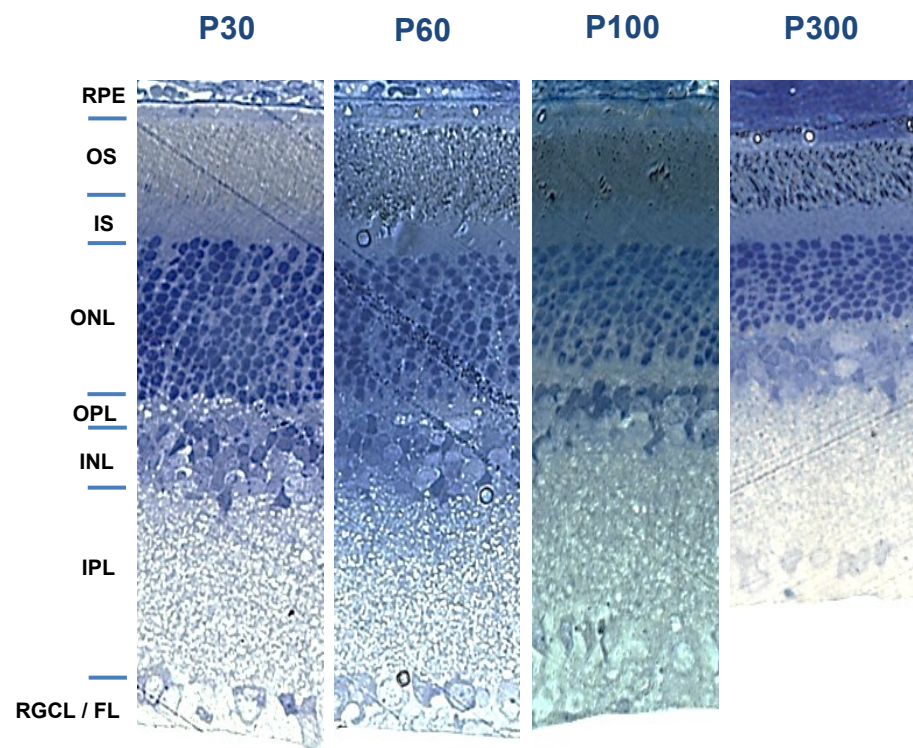 P30 P60 P100 P300
RPE
OS
IS
ONL
OPL
INL
IPL
RGCL / FL